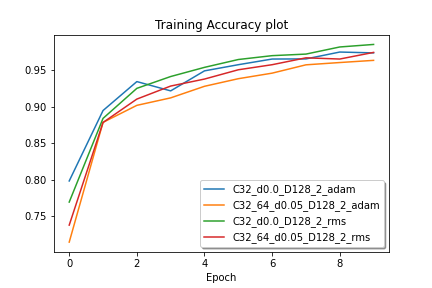 Training Accuracy plot
0.95
0.90
0.85
0.80
0.75
C32_d0.0_D128_2_adam
C32_64_d0.05_D128_2_adam
C32_d0.0_D128_2_rms
C32_64_d0.05_D128_2_rms
0 2 4 6 8
Epoch